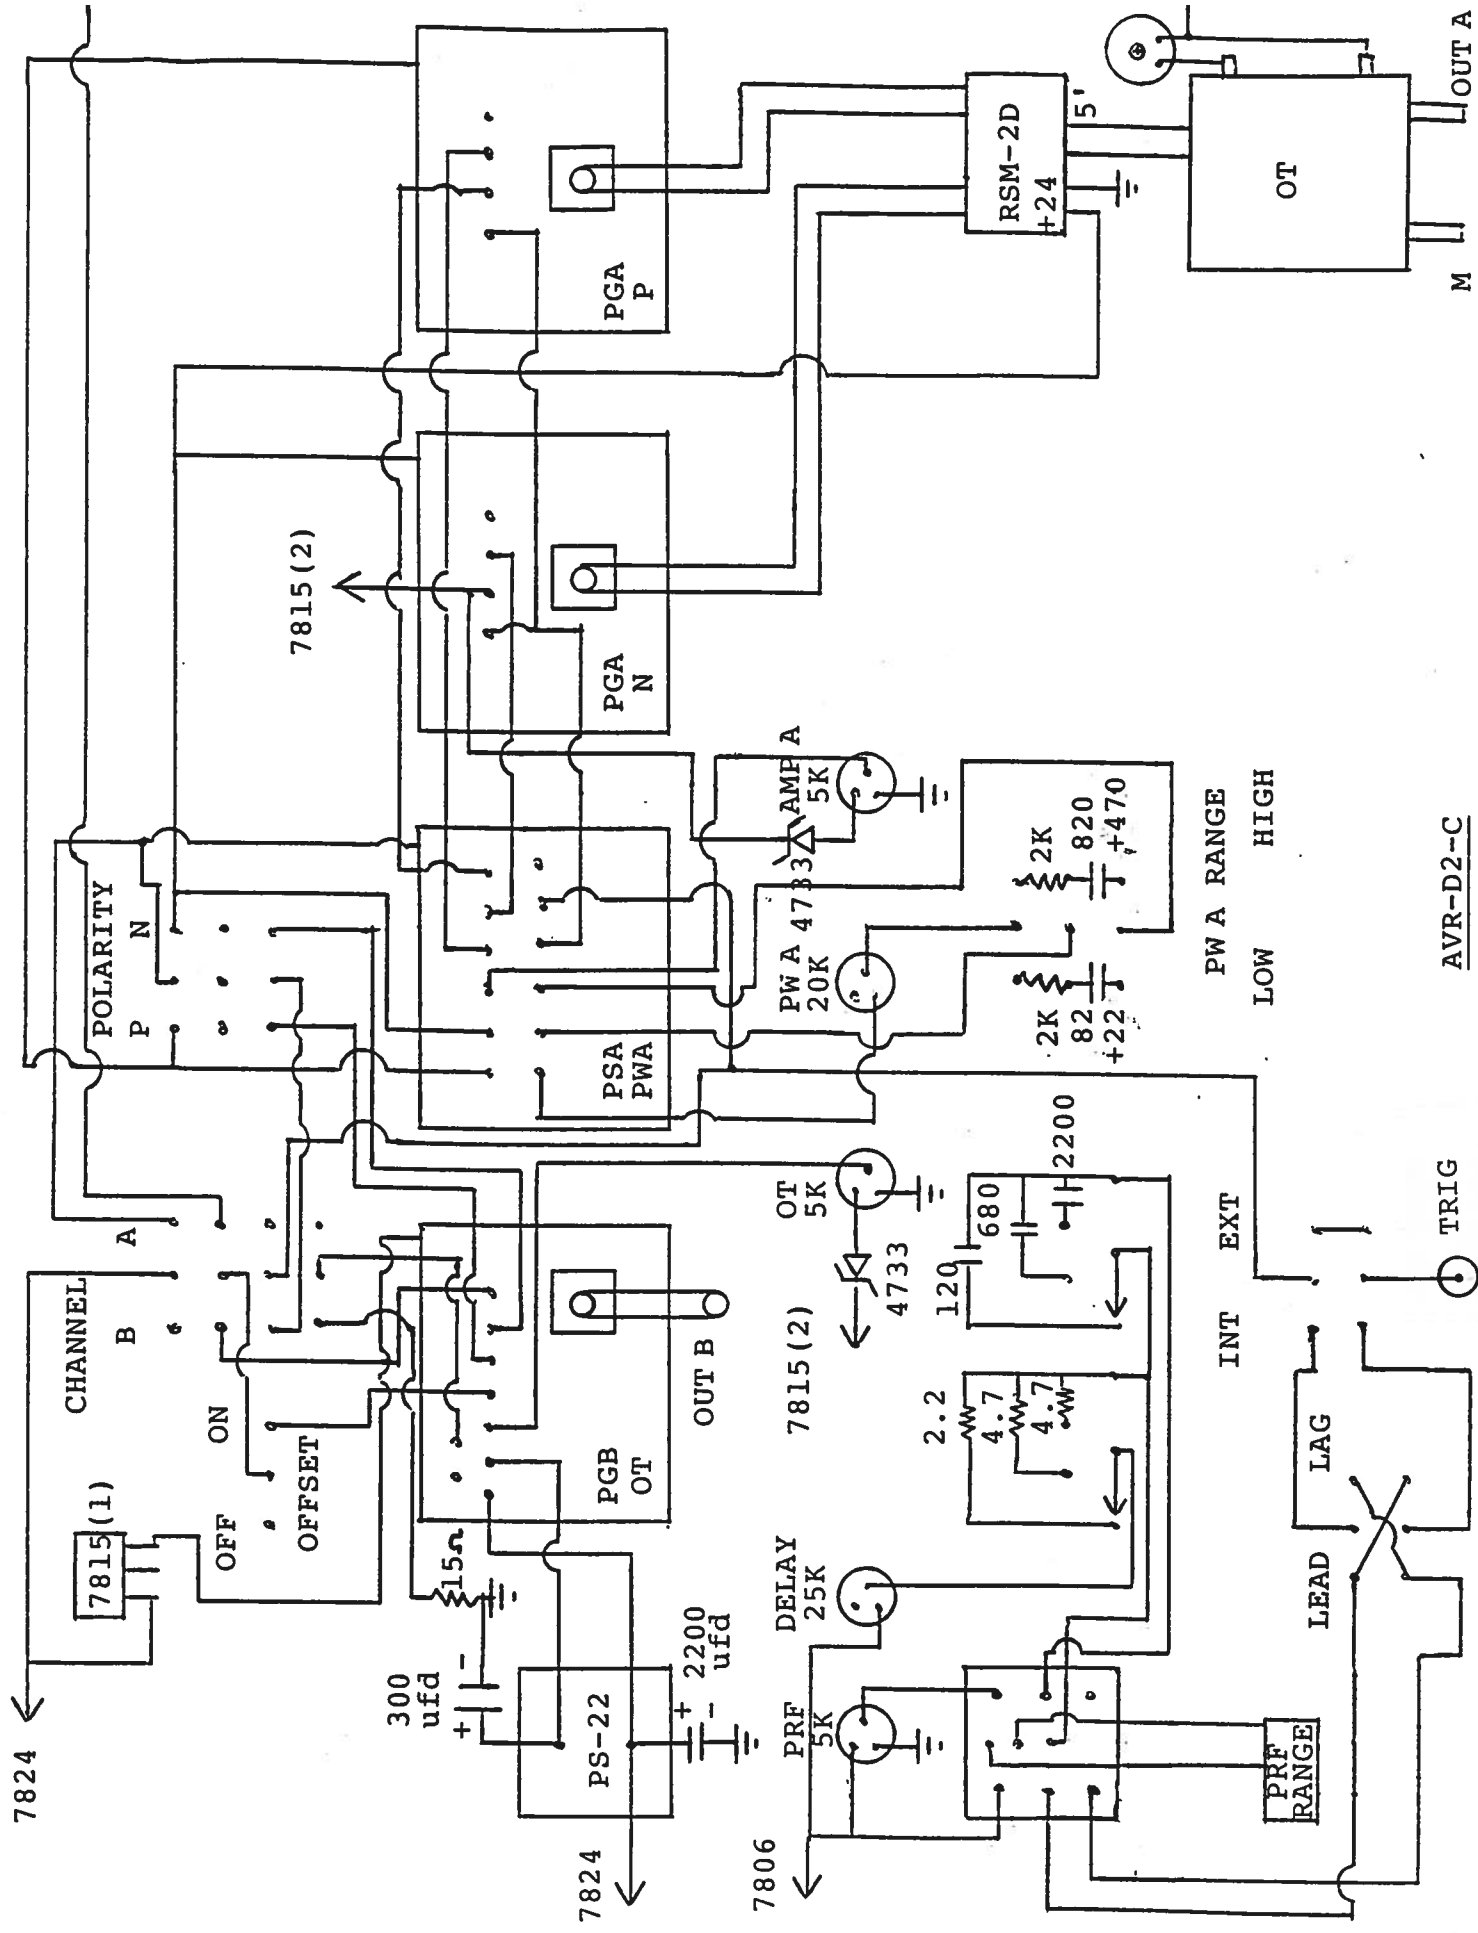 7824
7815(1)
CHANNEL
B
A
POLARITY
P
N
OFF
ON
OFFSET
7815(2)
300
ufd
+
-
15Ω
PS-22
+
-
2200
ufd
7824
PGB
OT
OUT B
PSA
PWA
PGA
N
PGA
P
7806
PRF
5K
DELAY
25K
7815(2)
4733
OT
5K
PW A
20K
4733
AMP A
5K
RSM-2D
+24
5'
2.2
4.7
4.7
120
680
2200
2K
82
+22
2K
820
+470
PW A RANGE
LOW
HIGH
OT
PRF
RANGE
LEAD
LAG
INT
EXT
TRIG
AVR-D2-C
M
OUT A